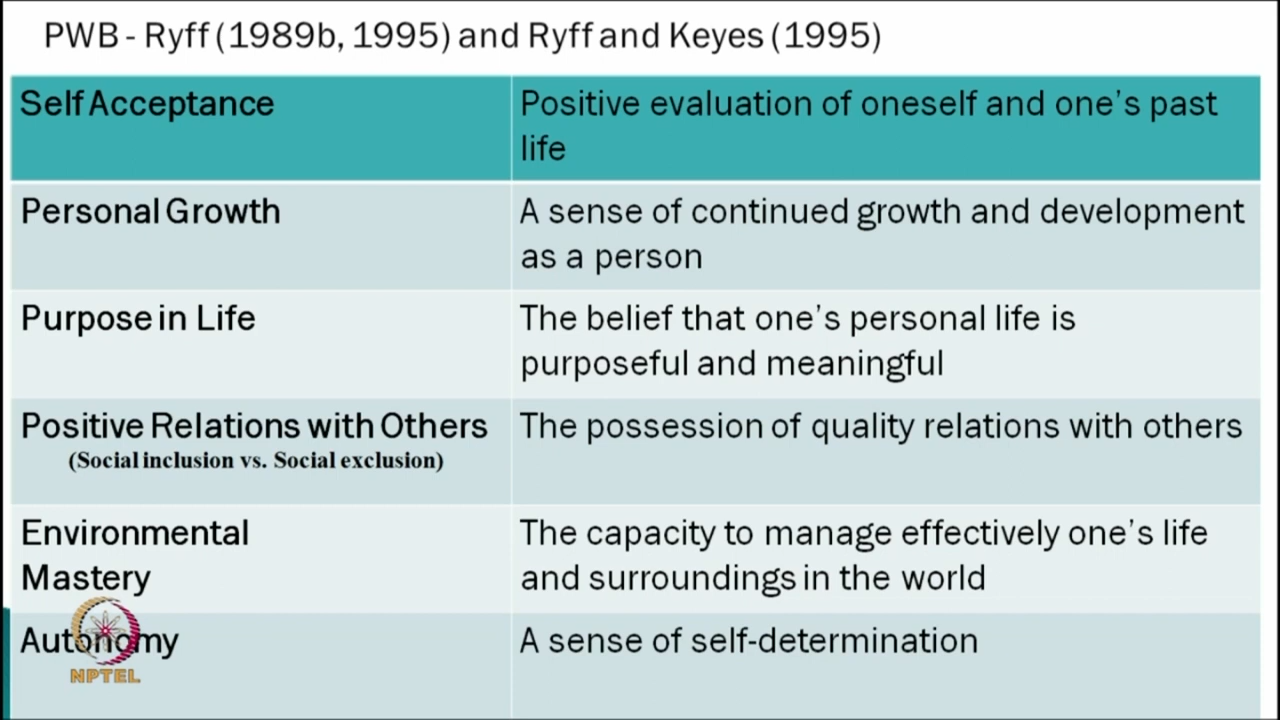 PWB - Ryff (1989b, 1995) and Ryff and Keyes (1995)
Self Acceptance
Positive evaluation of oneself and one's past
life
Personal Growth
A sense of continued growth and development
as a person
Purpose in Life
The belief that one's personal life is
purposeful and meaningful
Positive Relations with Others
(Social inclusion vs. Social exclusion)
The possession of quality relations with others
Environmental
Mastery
The capacity to manage effectively one's life
and surroundings in the world
Autonomy
A sense of self-determination
NPTEL